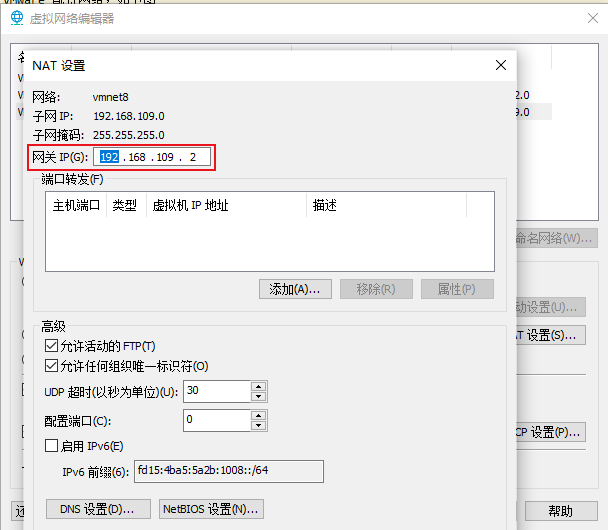 虚拟网络编辑器
NAT 设置
网络: vmnet8
子网 IP: 192.168.109.0
子网掩码: 255.255.255.0
网关 IP(G): 192 . 168 . 109 . 2
2.0
9.0
端口转发(F)
主机端口 类型 虚拟机 IP 地址 描述
命名网络(W)...
添加(A)... 移除(R) 属性(P)
高级
动设置(U)...
允许活动的 FTP(T)
AT 设置(S)...
允许任何组织唯一标识符(O)
UDP 超时(以秒为单位)(U): 30
配置端口(C): 0
CP 设置(P)...
启用 IPv6(E)
IPv6 前缀(6): fd15:4ba5:5a2b:1008::/64
DNS 设置(D)... NetBIOS 设置(N)...
还
帮助